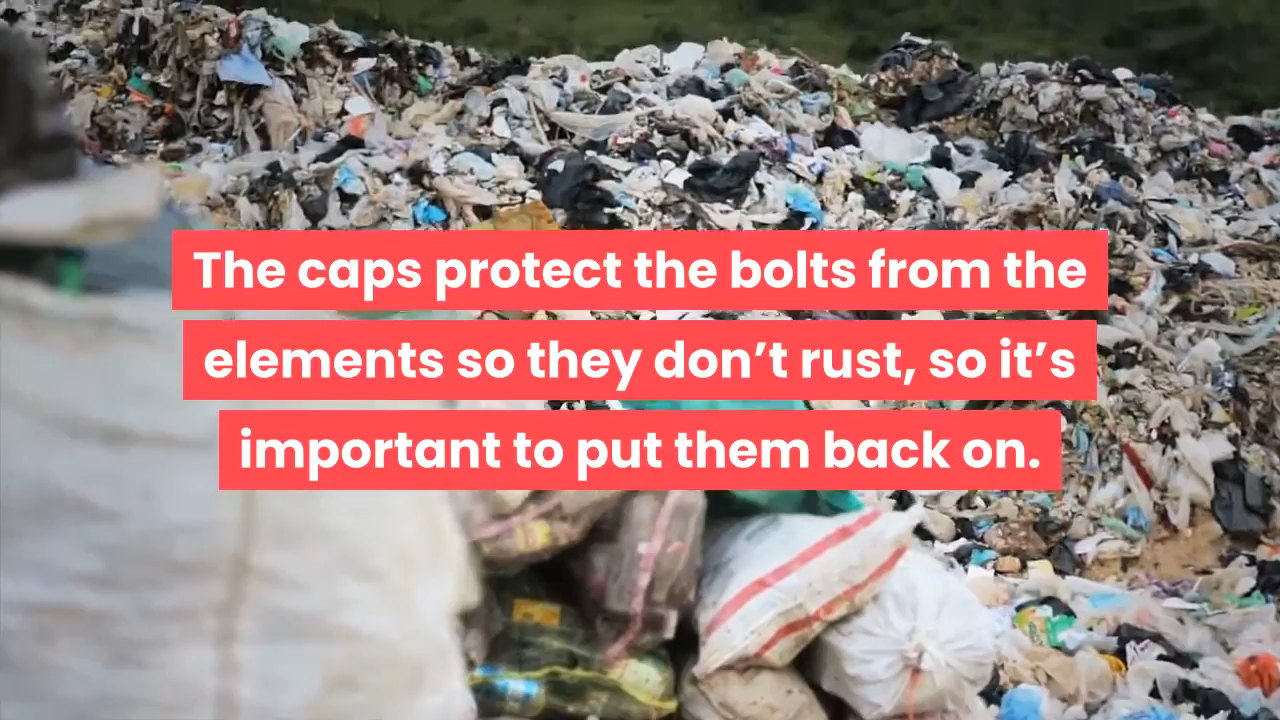 The caps protect the bolts from the
elements so they don’t rust, so it’s
important to put them back on.